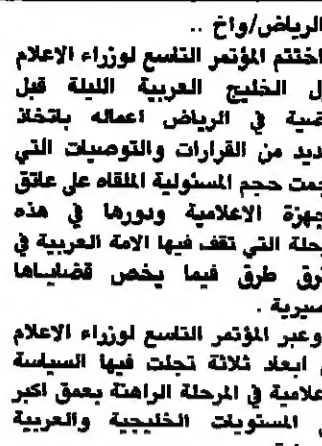 الرياض/واخ ..
اختتم المؤتمر التاسع لوزراء الاعلام
ل الخليج العربية الليلة قبل
ضية في الرياض اعماله باتخاذ
ديد من القرارات والتوصيات التي
جمت حجم المسئولية الملقاه على عاتق
جهزة الاعلامية ودورها في هذه
حلة التي تقف فيها الامة العربية في
رق طرق فيما يخص قضاياها
صيرية .
وعبر المؤتمر التاسع لوزراء الاعلام
ابعاد ثلاثة تجلت فيها السياسة
علامية في المرحلة الراهنة بعمق اكبر
المستويات الخليجية والعربية